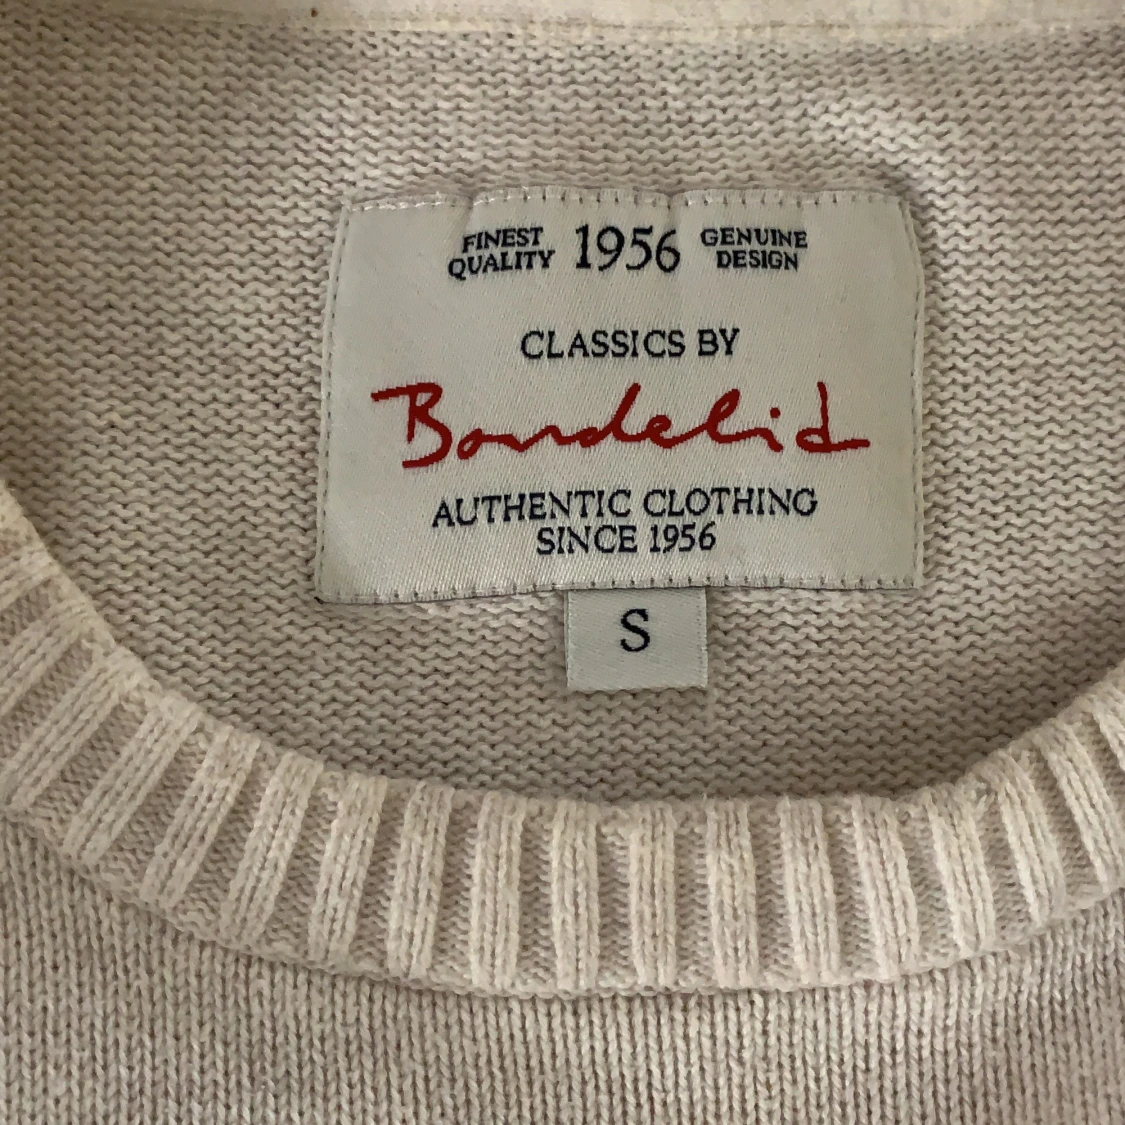 FINEST QUALITY 1956 GENUINE DESIGN
CLASSICS BY
Bondelid
AUTHENTIC CLOTHING
SINCE 1956
S